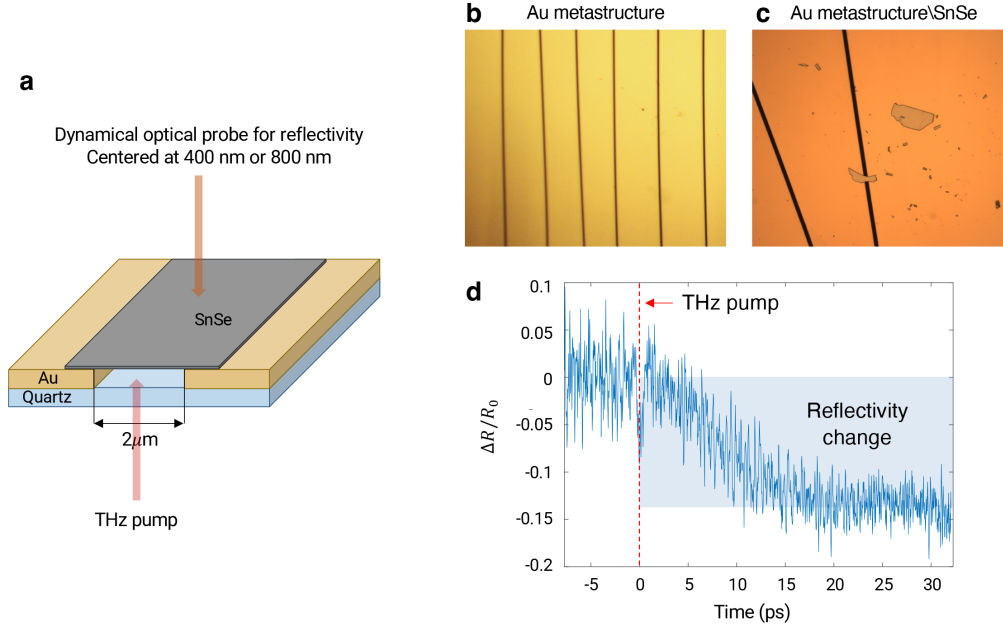 a
Dynamical optical probe for reflectivity
Centered at 400 nm or 800 nm
SnSe
Au
Quartz
2μm
THz pump
b
Au metastructure
c
Au metastructure\SnSe
d
THz pump
Reflectivity
change
ΔR/R₀
0.1
0.05
0
-0.05
-0.1
-0.15
-0.2
-5
0
5
10
15
20
25
30
Time (ps)